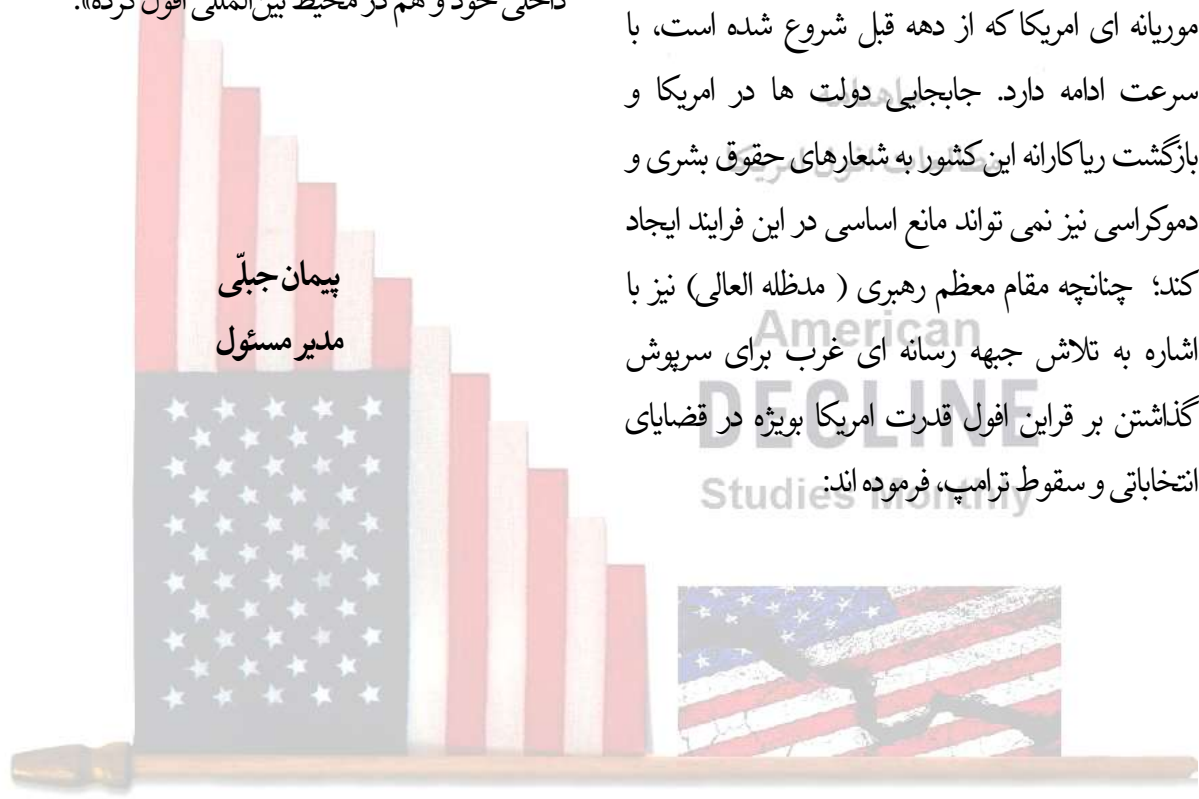 موریانه ای امریکا که از دهه قبل شروع شده است، با
سرعت ادامه دارد. جابجایی دولت ها در امریکا و
بازگشت ریاکارانه این کشور به شعارهای حقوق بشری و
دموکراسی نیز نمی تواند مانع اساسی در این فرایند ایجاد
کند؛ چنانچه مقام معظم رهبری ( مدظله العالی) نیز با
اشاره به تلاش جبهه رسانه ای غرب برای سرپوش
گذاشتن بر قراین افول قدرت امریکا بویژه در قضایای
انتخاباتی و سقوط ترامپ، فرموده اند:
داخلی خود و هم در محیط بین‌المللی افول کرده».
پیمان جبلّی
مدیر مسئول
ماهنامه
مطالعات افول امریکا
American
DECLINE
Studies Monthly